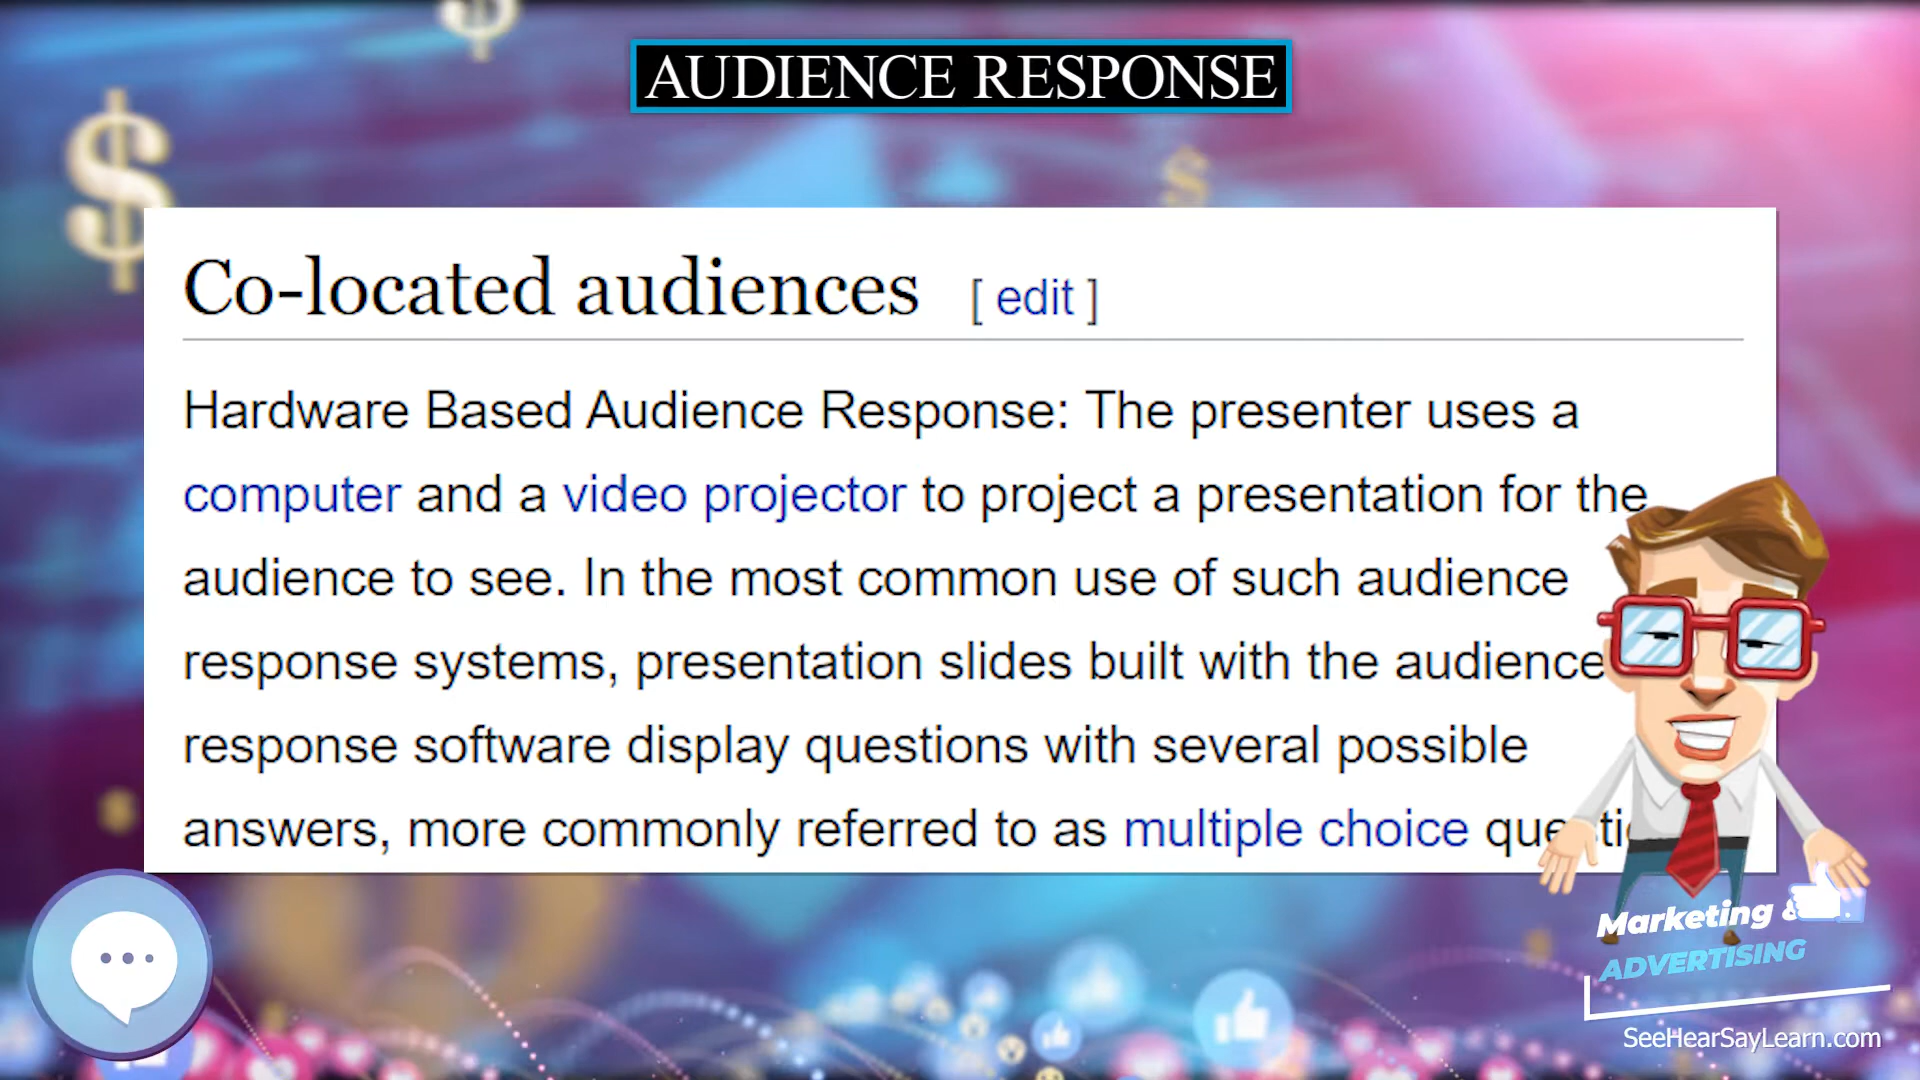 AUDIENCE RESPONSE
Co-located audiences [ edit ]
Hardware Based Audience Response: The presenter uses a
computer and a video projector to project a presentation for the
audience to see. In the most common use of such audience
response systems, presentation slides built with the audience
response software display questions with several possible
answers, more commonly referred to as multiple choice
Marketing &
ADVERTISING
SeeHearSayLearn.com